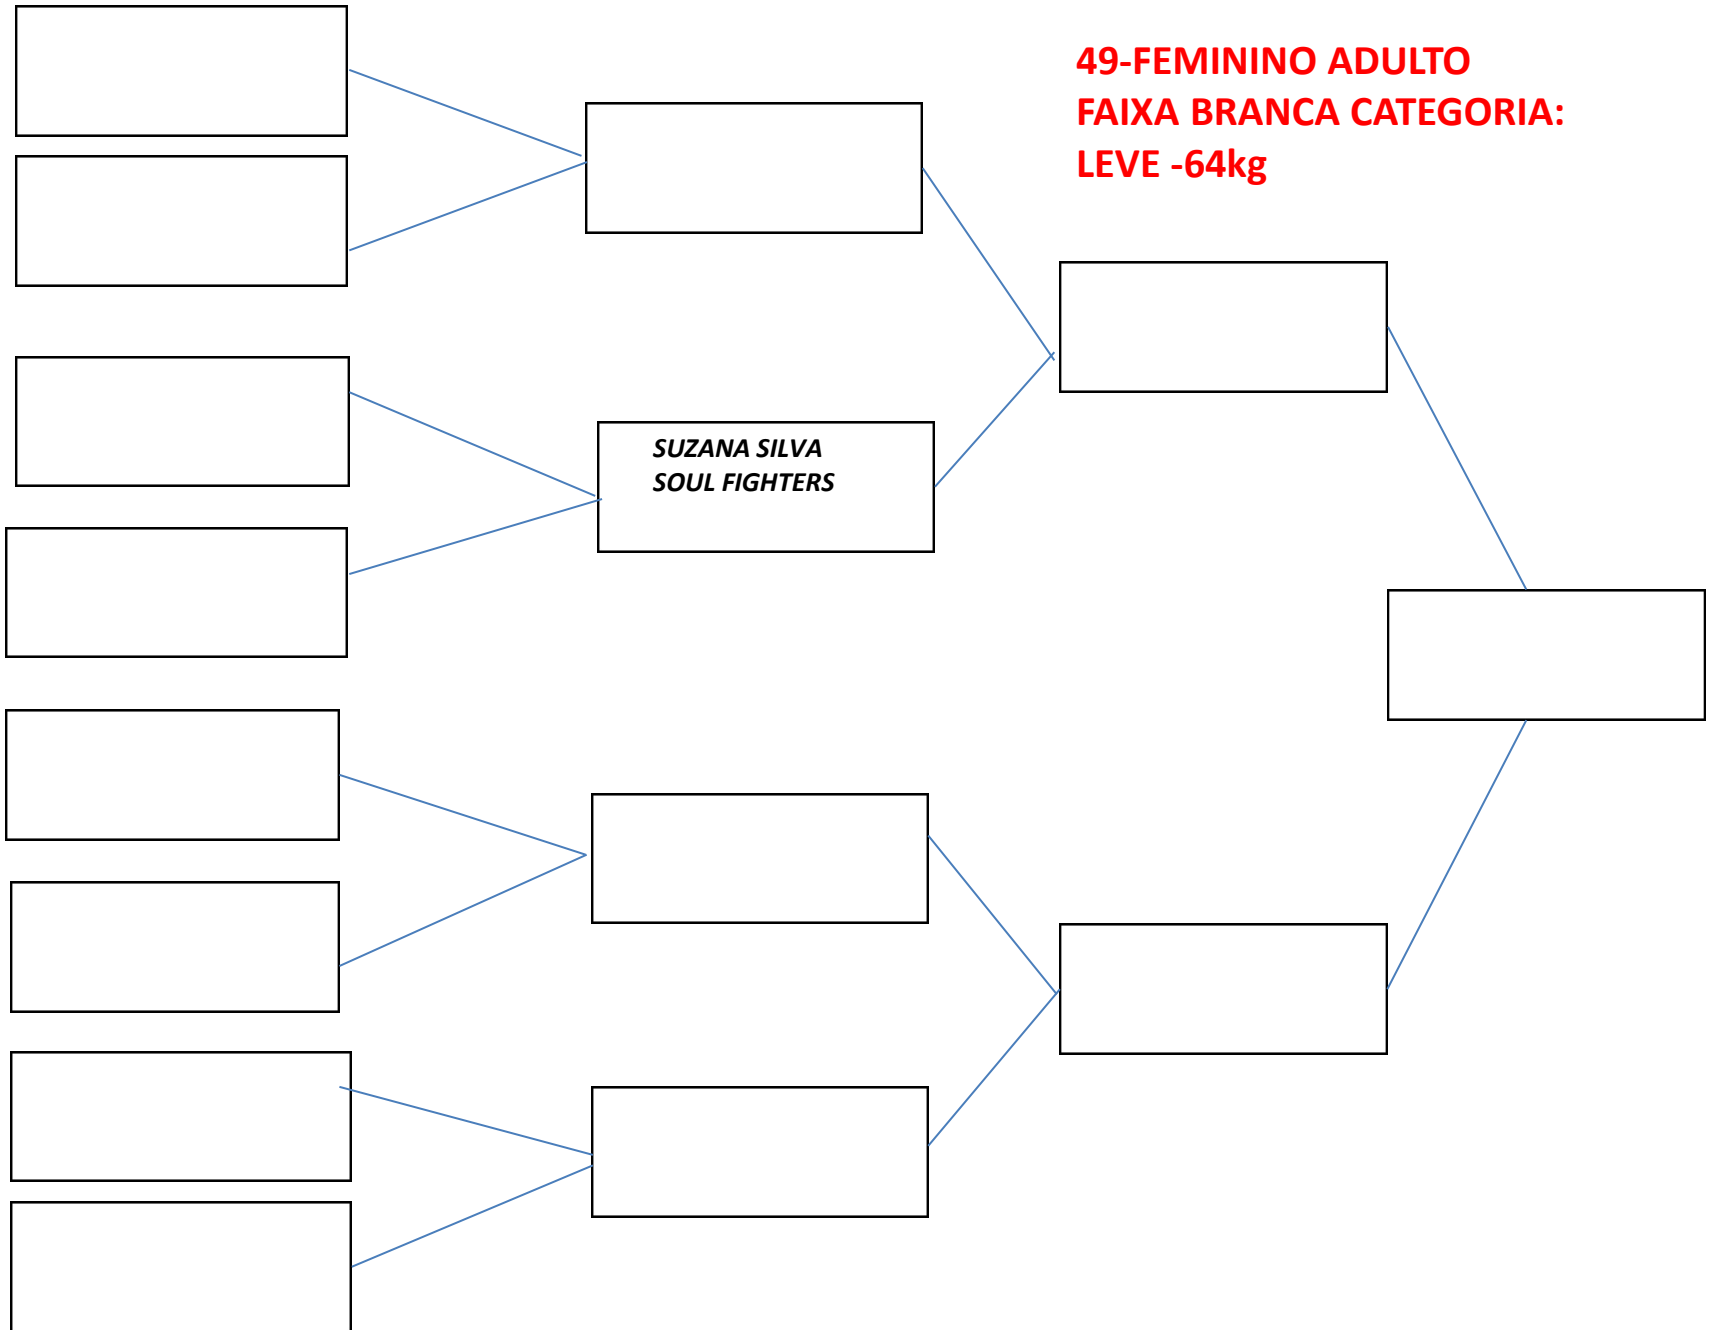 49-FEMININO ADULTO
FAIXA BRANCA CATEGORIA:
LEVE -64kg
SUZANA SILVA
SOUL FIGHTERS